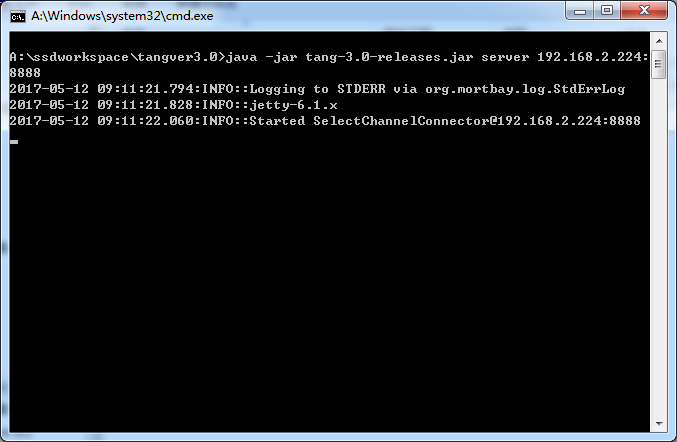 A:\Windows\system32\cmd.exe
A:\ssdworkspace\tangver3.0>java -jar tang-3.0-releases.jar server 192.168.2.224:
8888
2017-05-12 09:11:21.794:INFO::Logging to STDERR via org.mortbay.log.StdErrLog
2017-05-12 09:11:21.828:INFO::jetty-6.1.x
2017-05-12 09:11:22.060:INFO::Started SelectChannelConnector@192.168.2.224:8888